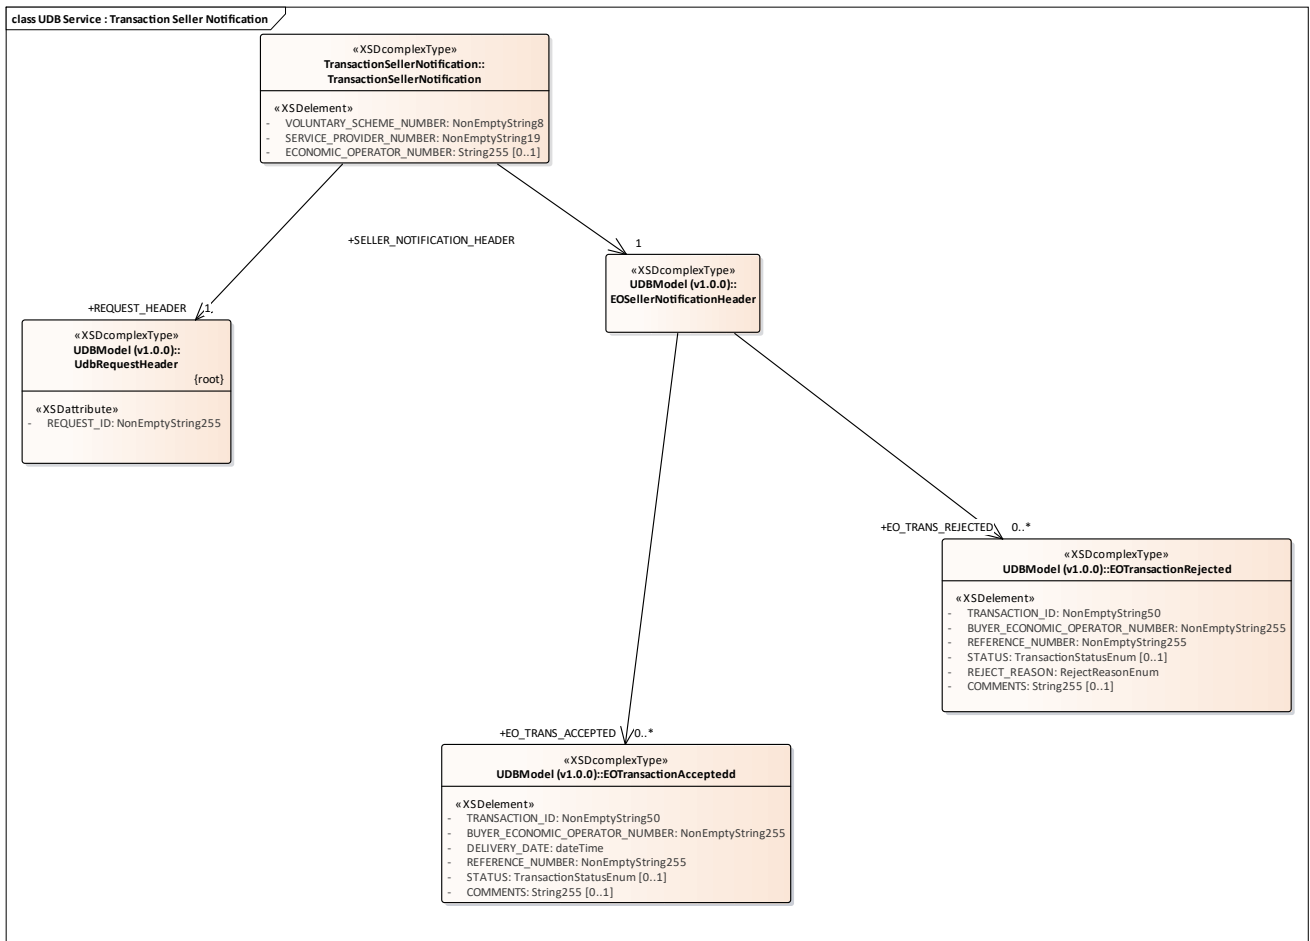 class UDB Service : Transaction Seller Notification
«XSDcomplexType»
TransactionSellerNotification::
TransactionSellerNotification
«XSDelement»
- VOLUNTARY_SCHEME_NUMBER: NonEmptyString8
- SERVICE_PROVIDER_NUMBER: NonEmptyString19
- ECONOMIC_OPERATOR_NUMBER: String255 [0..1]
+SELLER_NOTIFICATION_HEADER
1
«XSDcomplexType»
UDBModel (v1.0.0)::
EOSellerNotificationHeader
+REQUEST_HEADER
1,
«XSDcomplexType»
UDBModel (v1.0.0)::
UdbRequestHeader
{root}
«XSDattribute»
- REQUEST_ID: NonEmptyString255
+EO_TRANS_REJECTED
0..*
«XSDcomplexType»
UDBModel (v1.0.0)::EOTransactionRejected
«XSDelement»
- TRANSACTION_ID: NonEmptyString50
- BUYER_ECONOMIC_OPERATOR_NUMBER: NonEmptyString255
- REFERENCE_NUMBER: NonEmptyString255
- STATUS: TransactionStatusEnum [0..1]
- REJECT_REASON: RejectReasonEnum
- COMMENTS: String255 [0..1]
+EO_TRANS_ACCEPTED
0..*
«XSDcomplexType»
UDBModel (v1.0.0)::EOTransactionAcceptedd
«XSDelement»
- TRANSACTION_ID: NonEmptyString50
- BUYER_ECONOMIC_OPERATOR_NUMBER: NonEmptyString255
- DELIVERY_DATE: dateTime
- REFERENCE_NUMBER: NonEmptyString255
- STATUS: TransactionStatusEnum [0..1]
- COMMENTS: String255 [0..1]